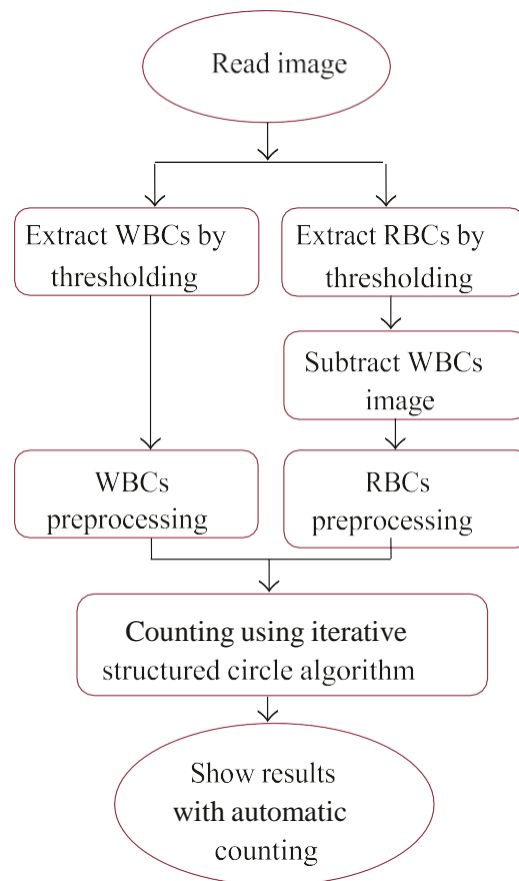 Read image
Extract WBCs by
thresholding
Extract RBCs by
thresholding
Subtract WBCs
image
WBCs
preprocessing
RBCs
preprocessing
Counting using iterative
structured circle algorithm
Show results
with automatic
counting